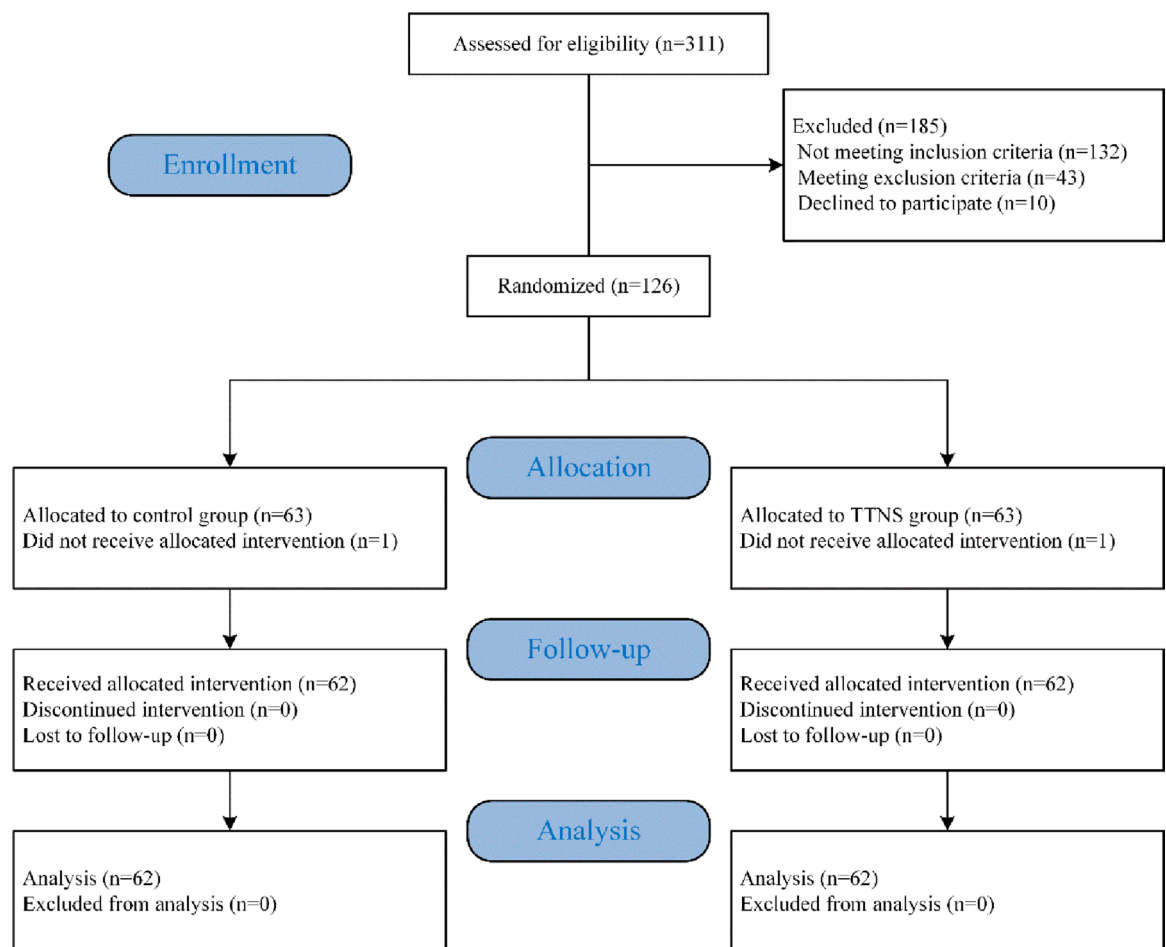 Assessed for eligibility (n=311)
Enrollment
Excluded (n=185)
Not meeting inclusion criteria (n=132)
Meeting exclusion criteria (n=43)
Declined to participate (n=10)
Randomized (n=126)
Allocation
Allocated to control group (n=63)
Did not receive allocated intervention (n=1)
Allocated to TTNS group (n=63)
Did not receive allocated intervention (n=1)
Follow-up
Received allocated intervention (n=62)
Discontinued intervention (n=0)
Lost to follow-up (n=0)
Received allocated intervention (n=62)
Discontinued intervention (n=0)
Lost to follow-up (n=0)
Analysis
Analysis (n=62)
Excluded from analysis (n=0)
Analysis (n=62)
Excluded from analysis (n=0)